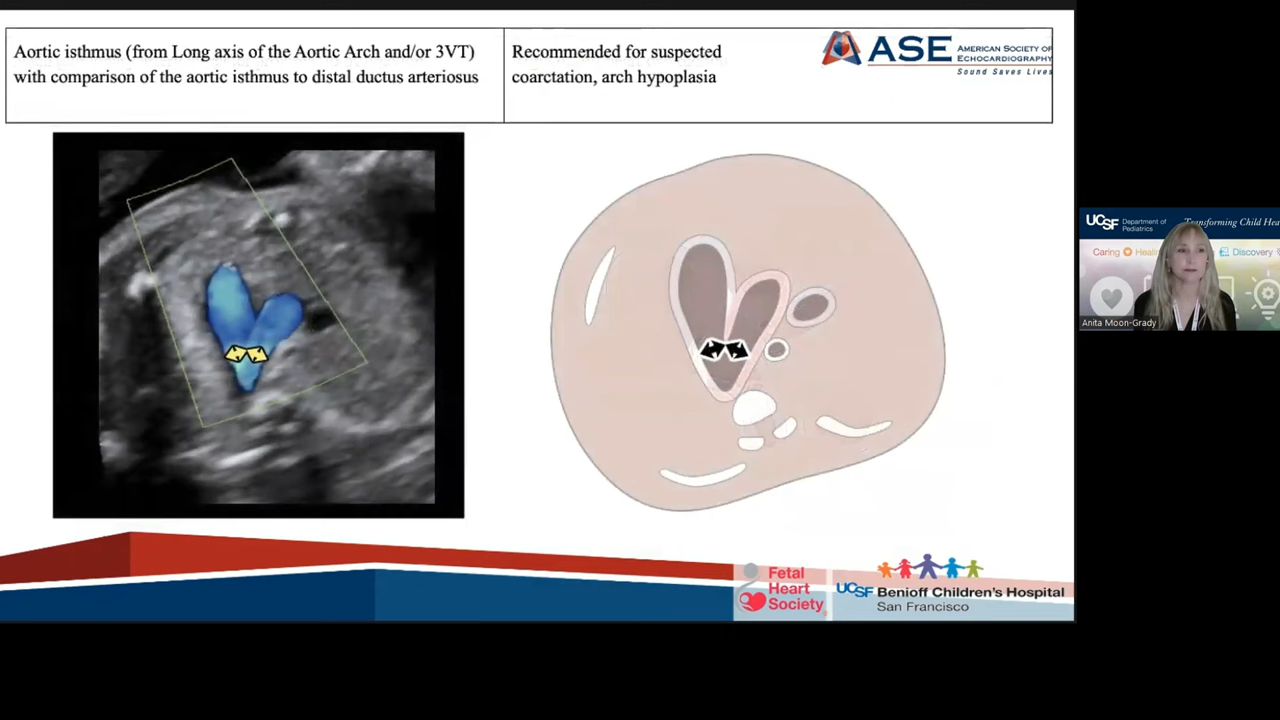 Aortic isthmus (from Long axis of the Aortic Arch and/or 3VT)
with comparison of the aortic isthmus to distal ductus arteriosus
Recommended for suspected
coarctation, arch hypoplasia
ASE
AMERICAN SOCIETY OF
ECHOCARDIOGRAPHY
Sound Saves Lives
UCSF
Department of
Pediatrics
Transforming Child Hea
Caring
Heali
Discovery
Anita Moon-Grady
Fetal
Heart
Society
UCSF Benioff Children's Hospital
San Francisco